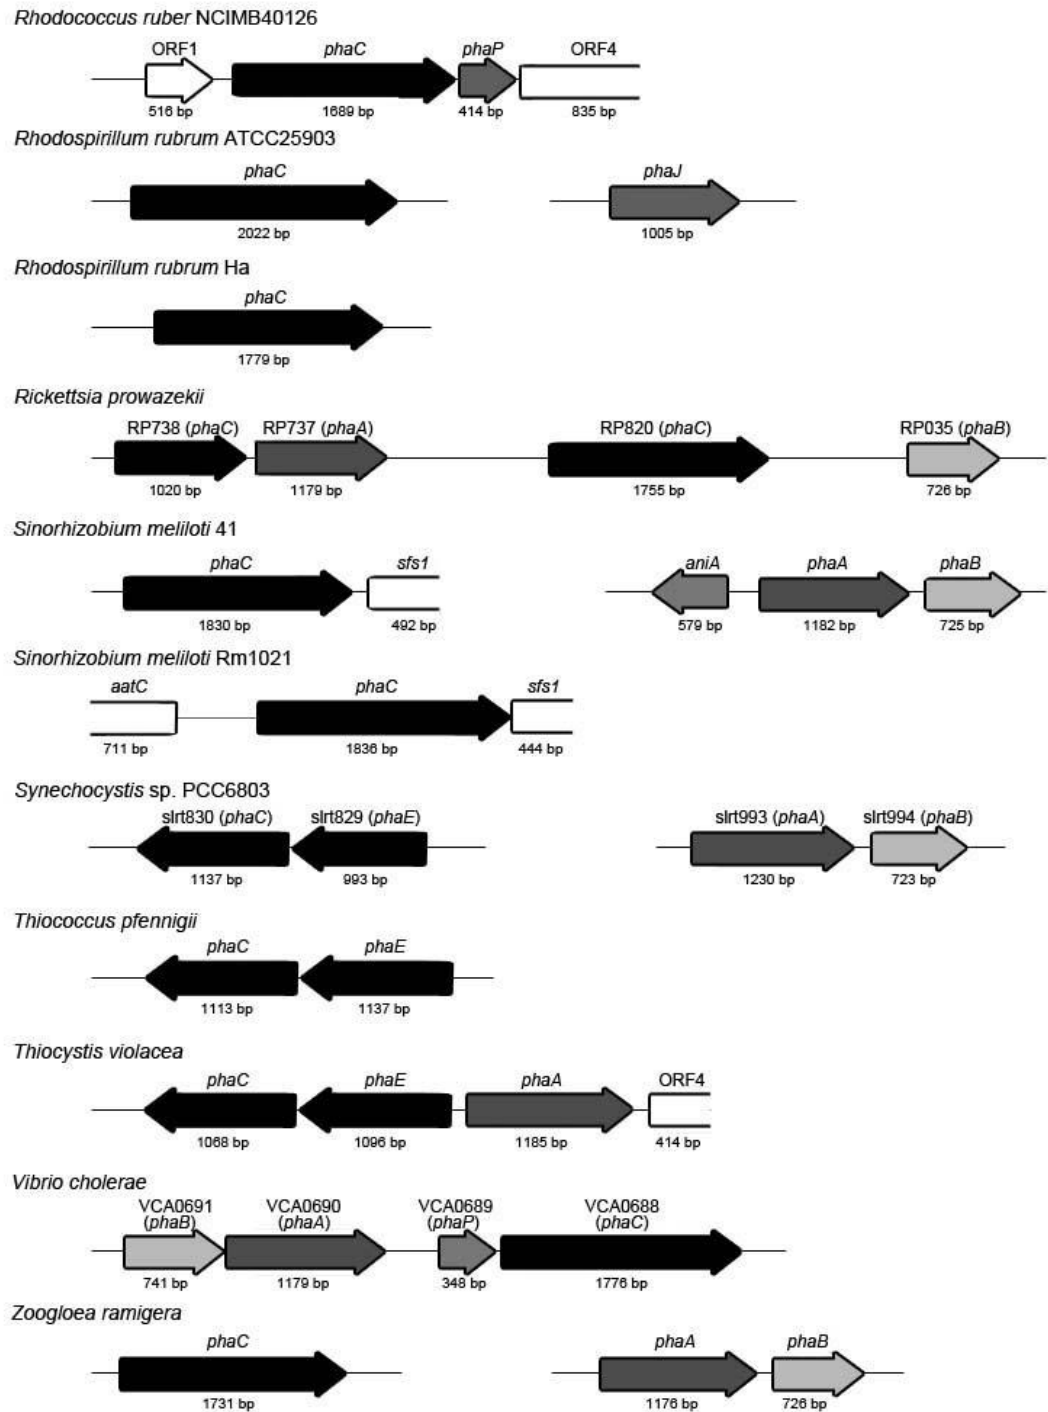 Rhodococcus ruber NCIMB40126
ORF1 phaC phaP ORF4
516 bp 1689 bp 414 bp 835 bp
Rhodospirillum rubrum ATCC25903
phaC phaJ
2022 bp 1005 bp
Rhodospirillum rubrum Ha
phaC
1779 bp
Rickettsia prowazekii
RP738 (phaC) RP737 (phaA) RP820 (phaC) RP035 (phaB)
1020 bp 1179 bp 1755 bp 726 bp
Sinorhizobium meliloti 41
phaC sfs1 aniA phaA phaB
1830 bp 492 bp 579 bp 1182 bp 725 bp
Sinorhizobium meliloti Rm1021
aatC phaC sfs1
711 bp 1836 bp 444 bp
Synechocystis sp. PCC6803
slrt830 (phaC) slrt829 (phaE) slrt993 (phaA) slrt994 (phaB)
1137 bp 993 bp 1230 bp 723 bp
Thiococcus pfennigii
phaC phaE
1113 bp 1137 bp
Thiocystis violacea
phaC phaE phaA ORF4
1068 bp 1096 bp 1185 bp 414 bp
Vibrio cholerae
VCA0691 VCA0690 VCA0689 VCA0688
(phaB) (phaA) (phaP) (phaC)
741 bp 1179 bp 348 bp 1776 bp
Zoogloea ramigera
phaC phaA phaB
1731 bp 1176 bp 726 bp